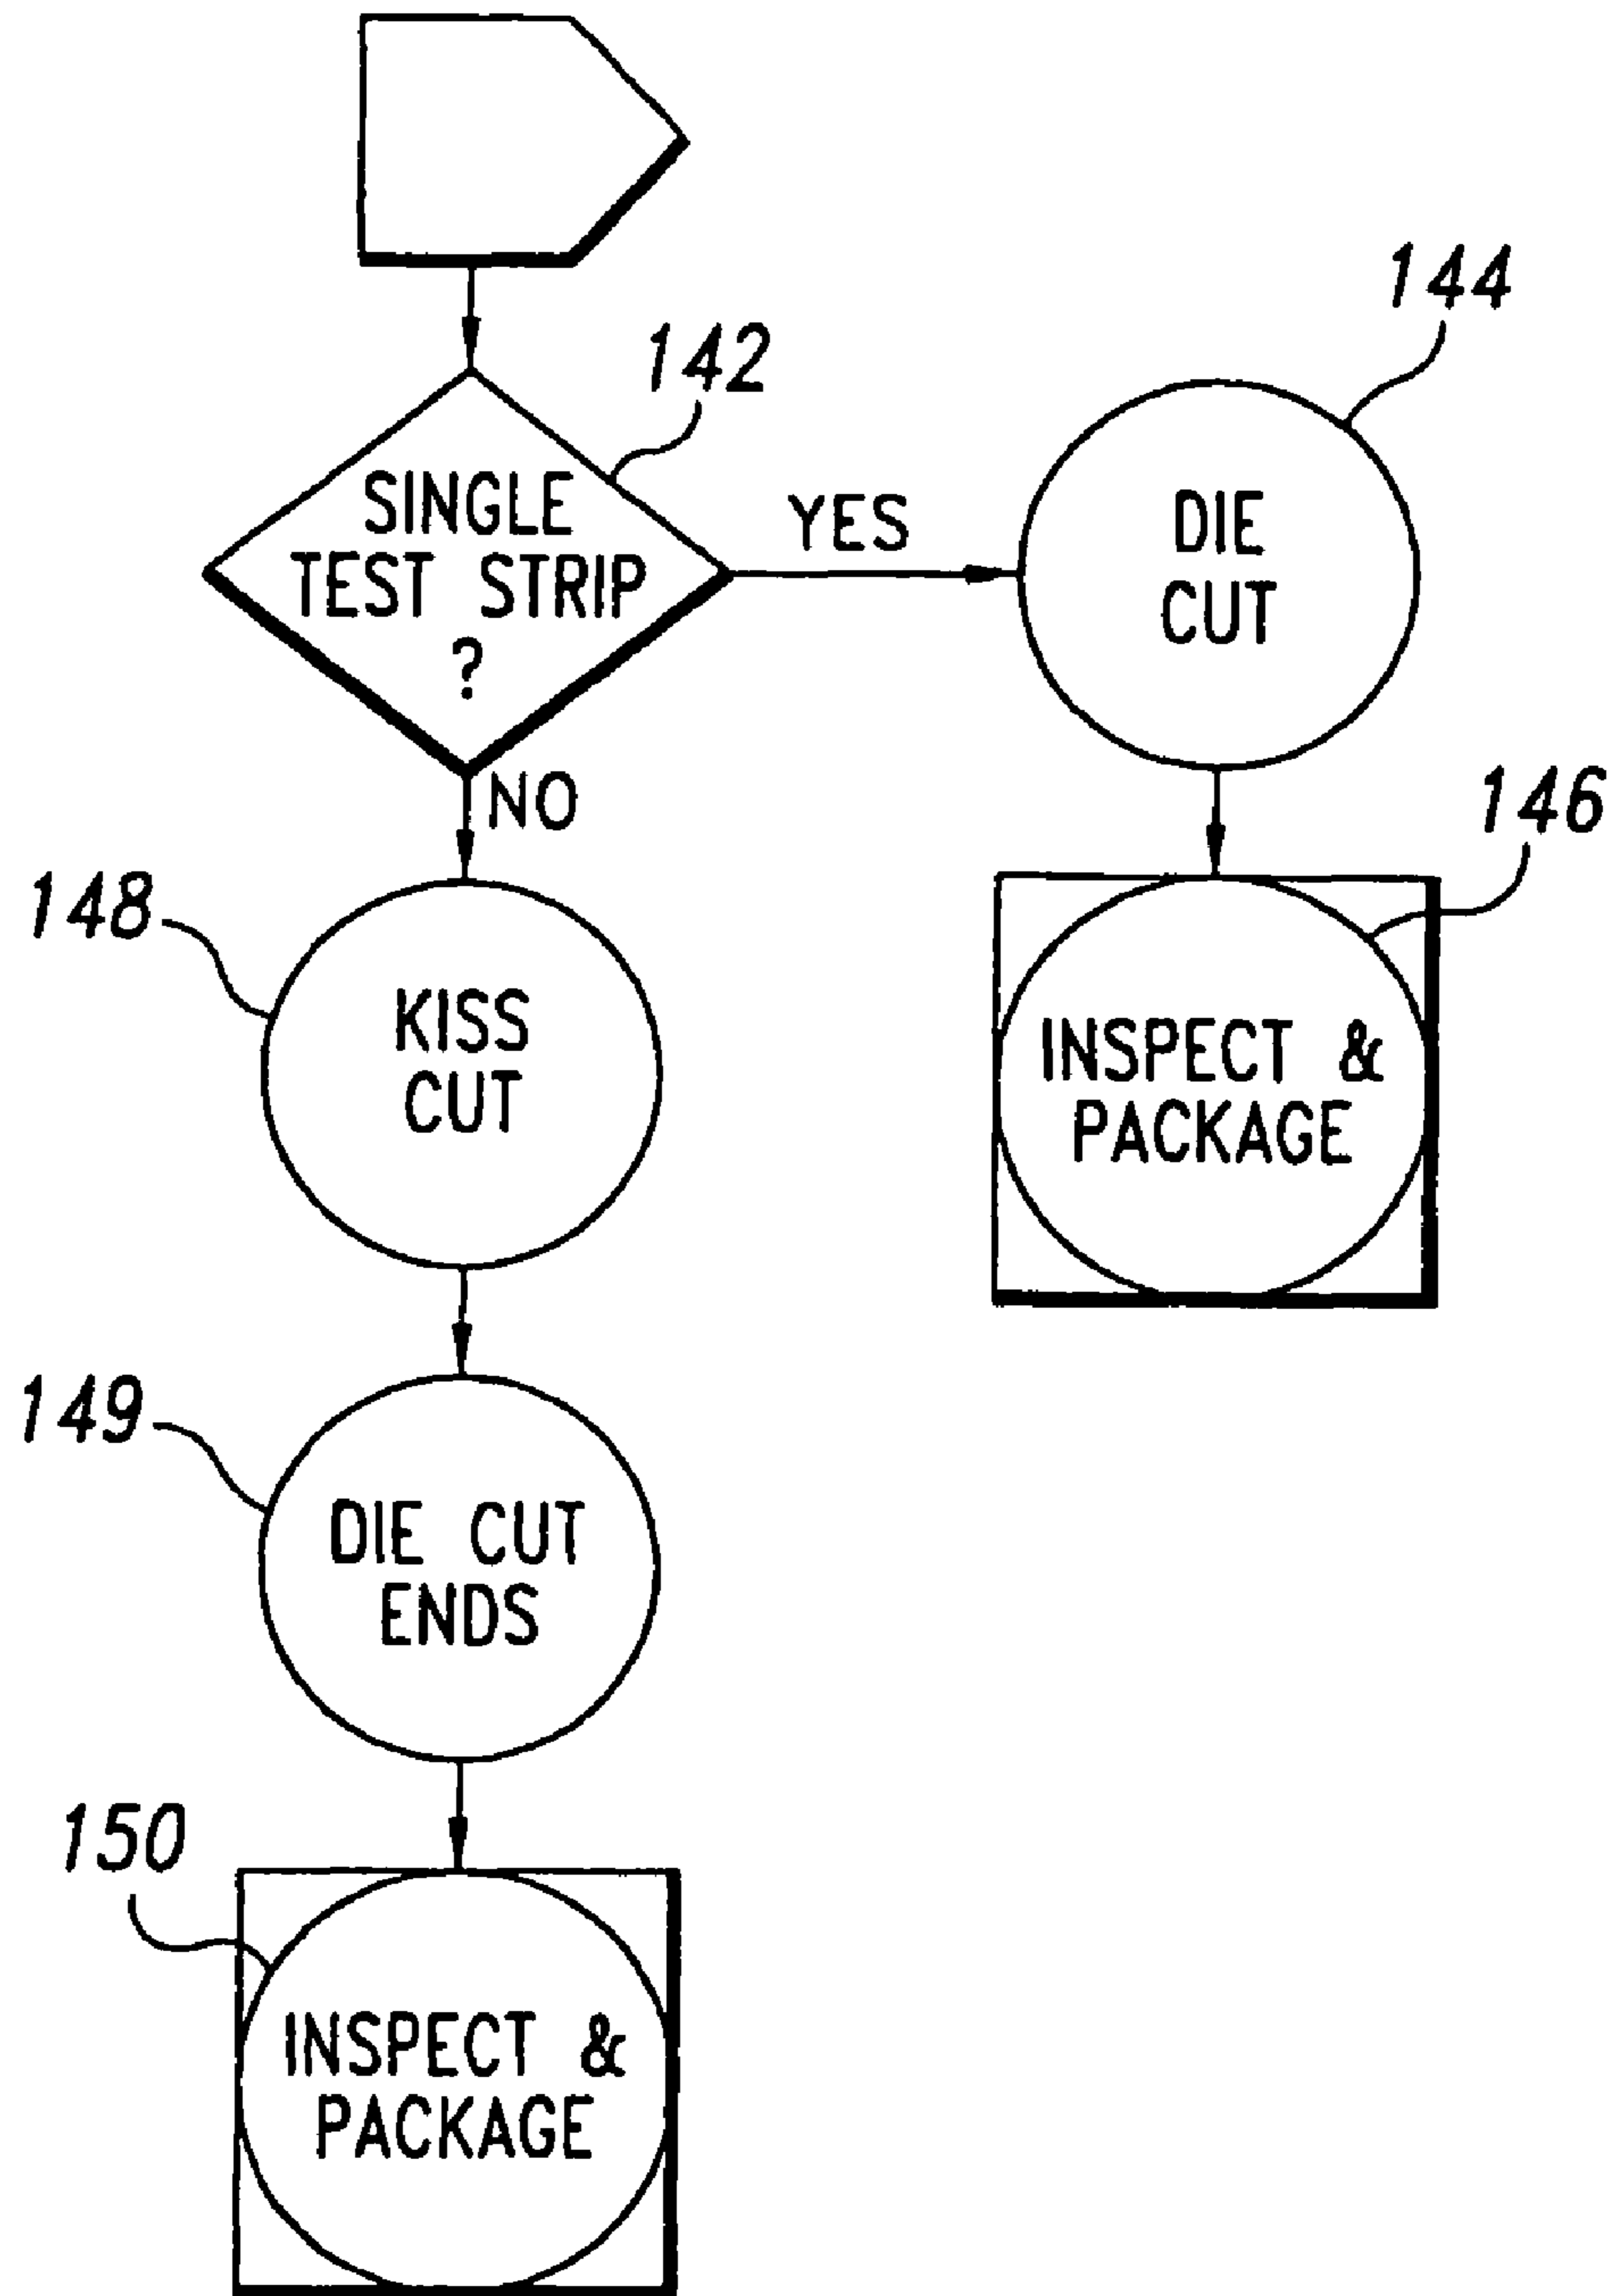 142
SINGLE
TEST STRIP
?
YES
144
DIE
CUT
146
INSPECT &
PACKAGE
NO
148
KISS
CUT
149
DIE CUT
ENDS
150
INSPECT &
PACKAGE